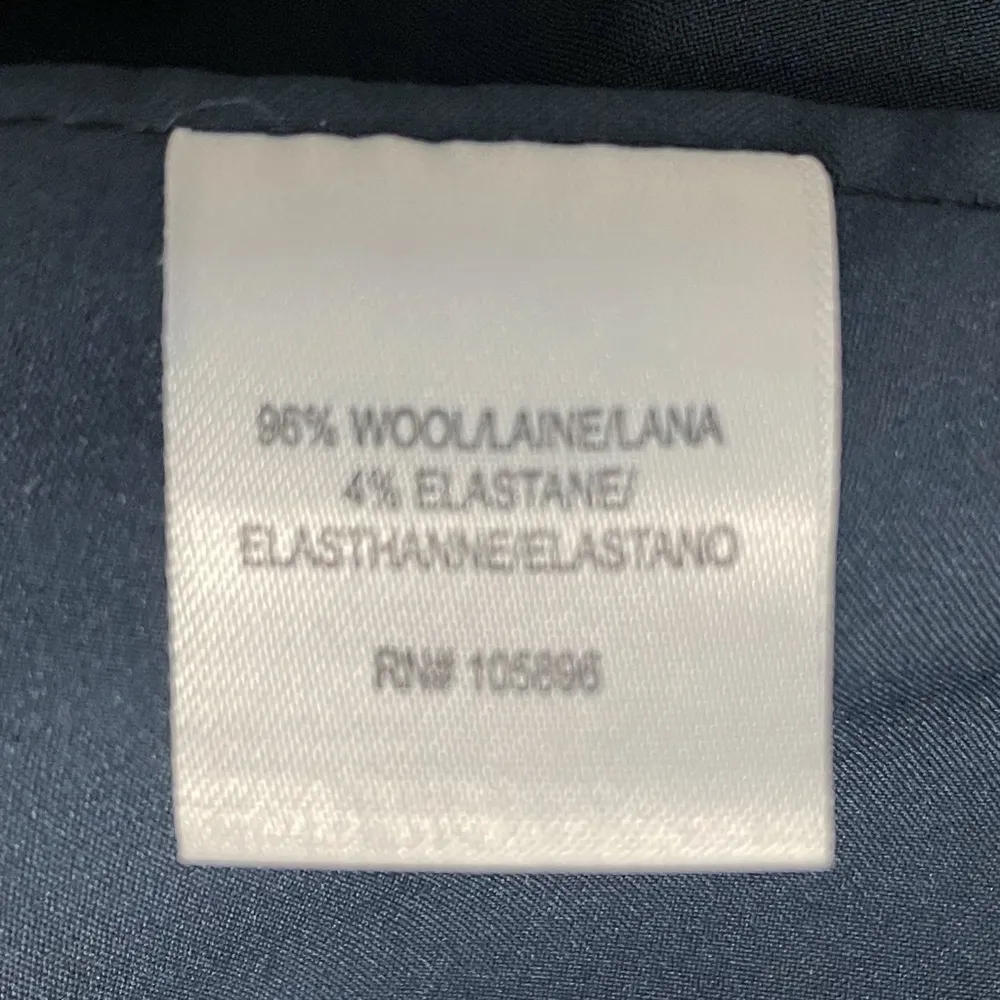 96% WOOL/LAINE/LANA
4% ELASTANE/
ELASTHANNE/ELASTANO
RN# 105896